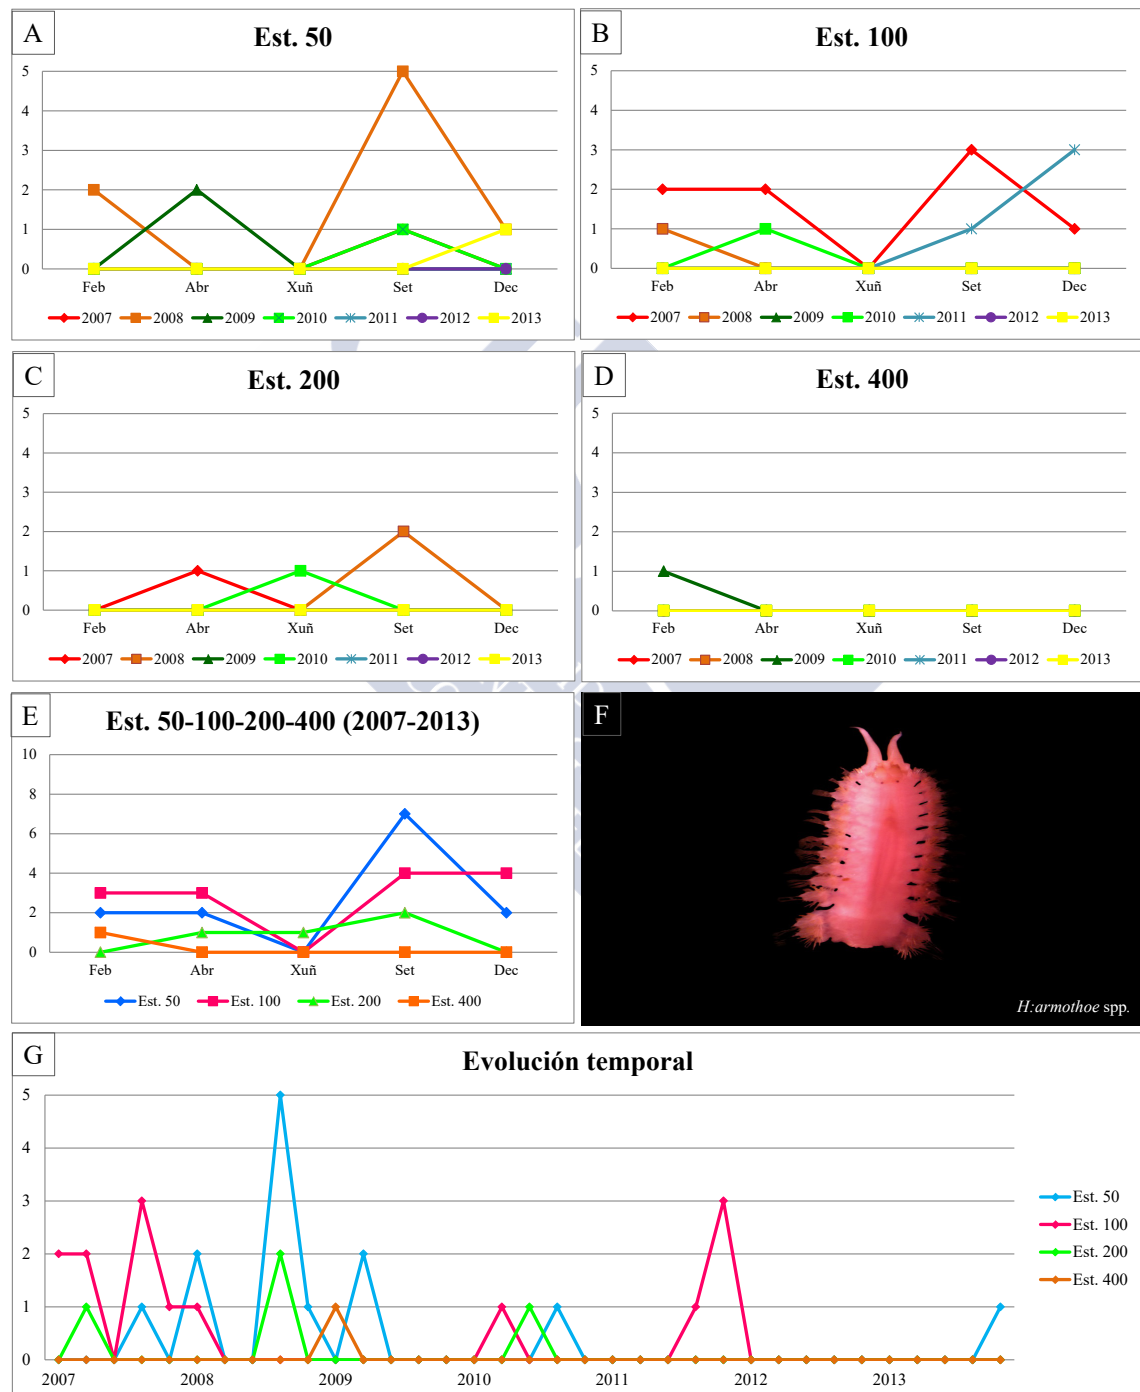 A
Est. 50
5
4
3
2
1
0
Feb Abr Xuñ Set Dec
2007 2008 2009 2010 2011 2012 2013
B
Est. 100
5
4
3
2
1
0
Feb Abr Xuñ Set Dec
2007 2008 2009 2010 2011 2012 2013
C
Est. 200
5
4
3
2
1
0
Feb Abr Xuñ Set Dec
2007 2008 2009 2010 2011 2012 2013
D
Est. 400
5
4
3
2
1
0
Feb Abr Xuñ Set Dec
2007 2008 2009 2010 2011 2012 2013
E
Est. 50-100-200-400 (2007-2013)
10
8
6
4
2
0
Feb Abr Xuñ Set Dec
Est. 50 Est. 100 Est. 200 Est. 400
F
H:armothoe spp.
G
Evolución temporal
5
4
3
2
1
0
2007 2008 2009 2010 2011 2012 2013
Est. 50
Est. 100
Est. 200
Est. 400